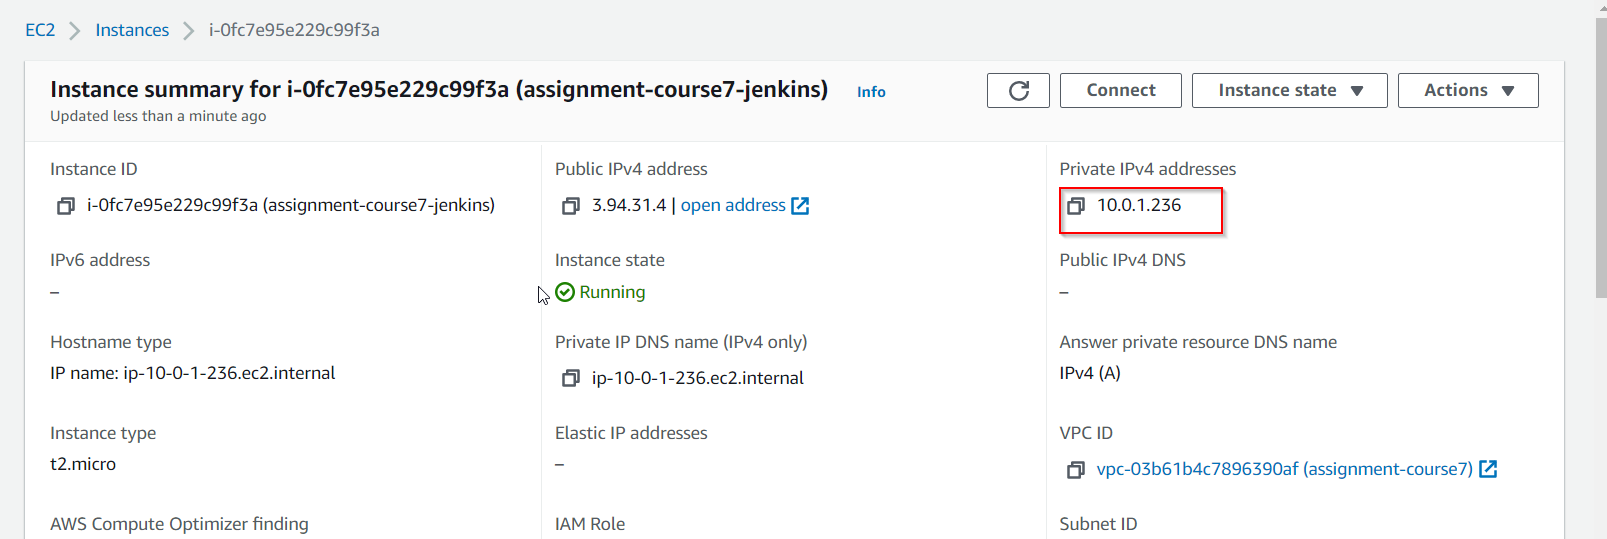 EC2 > Instances > i-0fc7e95e229c99f3a
Instance summary for i-0fc7e95e229c99f3a (assignment-course7-jenkins) Info
Connect Instance state Actions
Updated less than a minute ago
Instance ID
i-0fc7e95e229c99f3a (assignment-course7-jenkins)
Public IPv4 address
3.94.31.4 | open address
Private IPv4 addresses
10.0.1.236
IPv6 address
–
Instance state
Running
Public IPv4 DNS
–
Hostname type
IP name: ip-10-0-1-236.ec2.internal
Private IP DNS name (IPv4 only)
ip-10-0-1-236.ec2.internal
Answer private resource DNS name
IPv4 (A)
Instance type
t2.micro
Elastic IP addresses
–
VPC ID
vpc-03b61b4c7896390af (assignment-course7)
AWS Compute Optimizer finding
IAM Role
Subnet ID